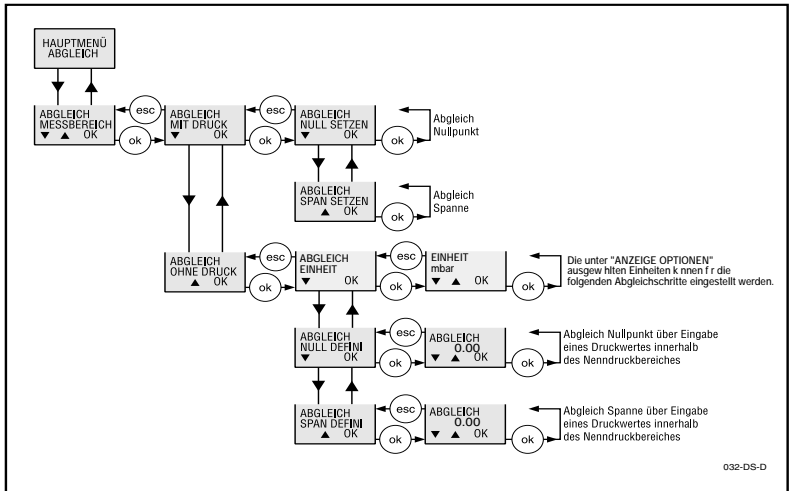 HAUPTMENÜ
ABGLEICH
ABGLEICH
MESSBEREICH
▼ ▲ OK
esc
ok
ABGLEICH
MIT DRUCK
▼ OK
esc
ok
ABGLEICH
NULL SETZEN
▼ OK
ok
Abgleich
Nullpunkt
ABGLEICH
SPAN SETZEN
▲ OK
ok
Abgleich
Spanne
ABGLEICH
OHNE DRUCK
▲ OK
esc
ok
ABGLEICH
EINHEIT
▼ OK
esc
ok
EINHEIT
mbar
▼ ▲ OK
ok
Die unter "ANZEIGE OPTIONEN"
ausgew hlten Einheiten k nnen f r die
folgenden Abgleichschritte eingestellt werden.
ABGLEICH
NULL DEFINI
▼ OK
esc
ok
ABGLEICH
0.00
▼ ▲ OK
ok
Abgleich Nullpunkt über Eingabe
eines Druckwertes innerhalb
des Nenndruckbereiches
ABGLEICH
SPAN DEFINI
▲ OK
esc
ok
ABGLEICH
0.00
▼ ▲ OK
ok
Abgleich Spanne über Eingabe
eines Druckwertes innerhalb
des Nenndruckbereiches
032-DS-D